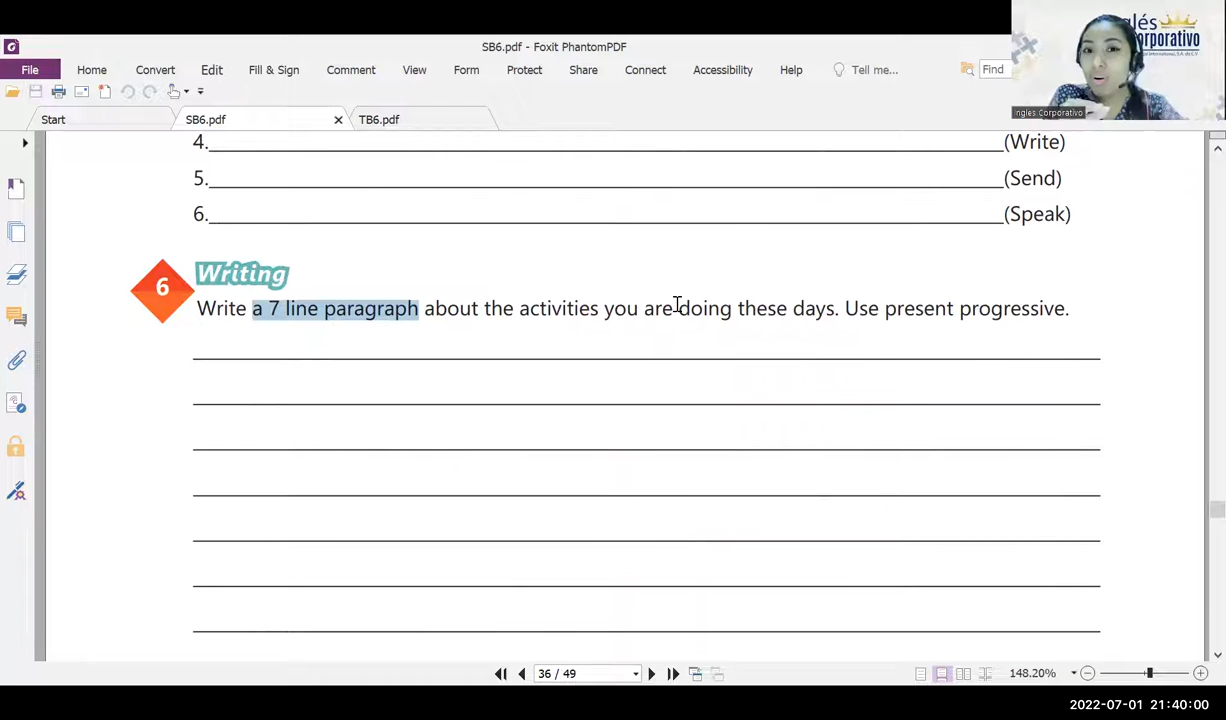 SB6.pdf - Foxit PhantomPDF
glés
orporativo
Ingles Corporativo
File Home Convert Edit Fill & Sign Comment View Form Protect Share Connect Accessibility Help Tell me... Find
Start SB6.pdf TB6.pdf
4. (Write)
5. (Send)
6. (Speak)
6 Writing
Write a 7 line paragraph about the activities you are doing these days. Use present progressive.
36 / 49 148.20%
2022-07-01 21:40:00